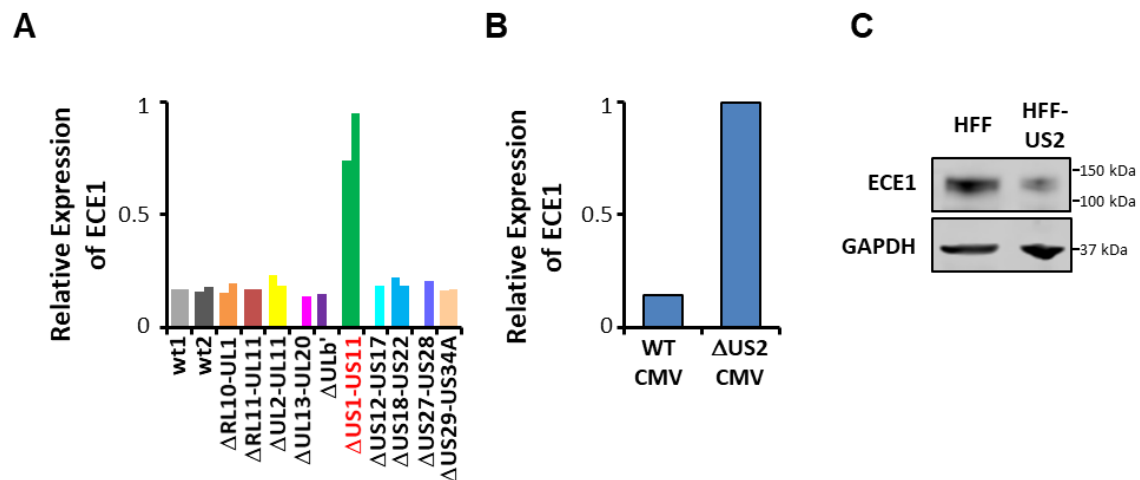 A
Relative Expression
of ECE1
1
0.5
0
wt1
wt2
ΔRL10-UL1
ΔRL11-UL11
ΔUL2-UL11
ΔUL13-UL20
ΔULb'
ΔUS1-US11
ΔUS12-US17
ΔUS18-US22
ΔUS27-US28
ΔUS29-US34A
B
Relative Expression
of ECE1
1
0.5
0
WT
CMV
ΔUS2
CMV
C
HFF
HFF-
US2
ECE1
150 kDa
100 kDa
GAPDH
37 kDa